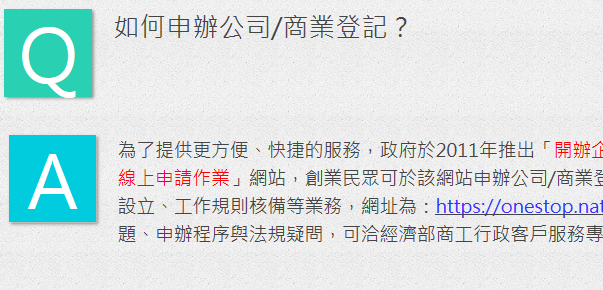 Q
如何申辦公司/商業登記？
A
為了提供更方便、快捷的服務，政府於2011年推出「開辦企
線上申請作業」網站，創業民眾可於該網站申辦公司/商業登
設立、工作規則核備等業務，網址為：https://onestop.nat
題、申辦程序與法規疑問，可洽經濟部商工行政客戶服務專